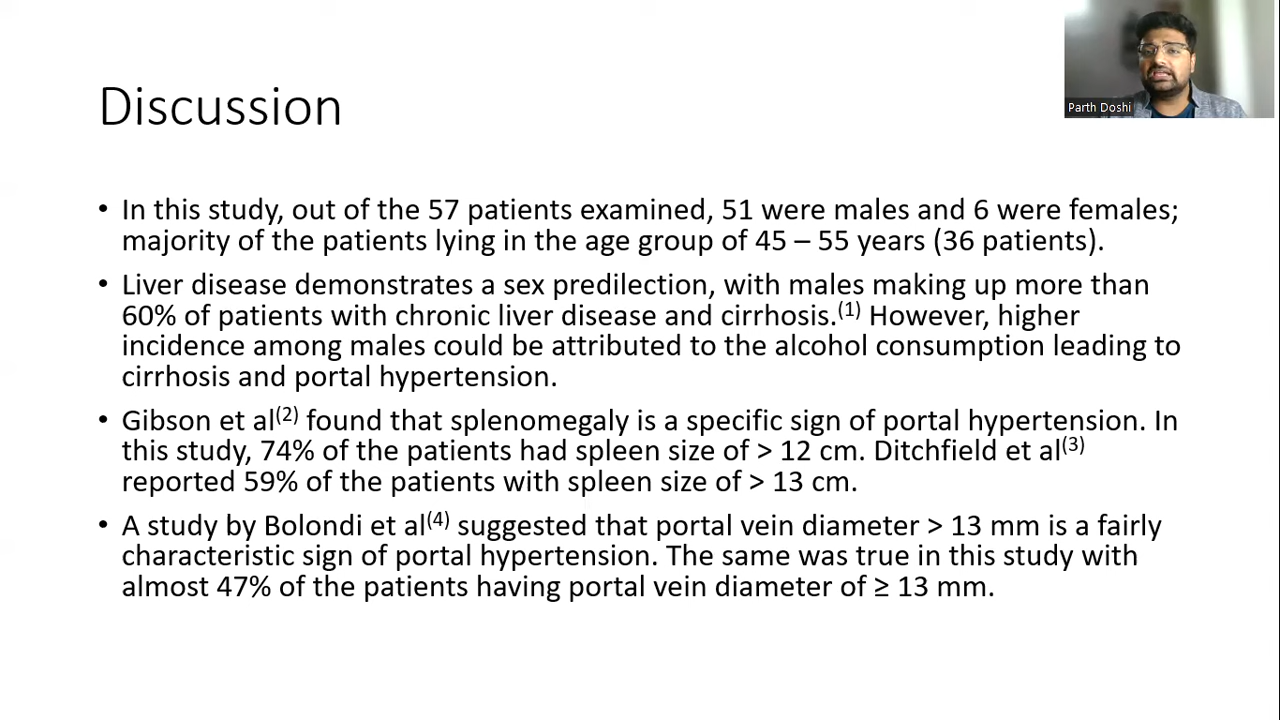 Parth Doshi
Discussion
• In this study, out of the 57 patients examined, 51 were males and 6 were females;
majority of the patients lying in the age group of 45 – 55 years (36 patients).
• Liver disease demonstrates a sex predilection, with males making up more than
60% of patients with chronic liver disease and cirrhosis.(1) However, higher
incidence among males could be attributed to the alcohol consumption leading to
cirrhosis and portal hypertension.
• Gibson et al(2) found that splenomegaly is a specific sign of portal hypertension. In
this study, 74% of the patients had spleen size of > 12 cm. Ditchfield et al(3)
reported 59% of the patients with spleen size of > 13 cm.
• A study by Bolondi et al(4) suggested that portal vein diameter > 13 mm is a fairly
characteristic sign of portal hypertension. The same was true in this study with
almost 47% of the patients having portal vein diameter of ≥ 13 mm.